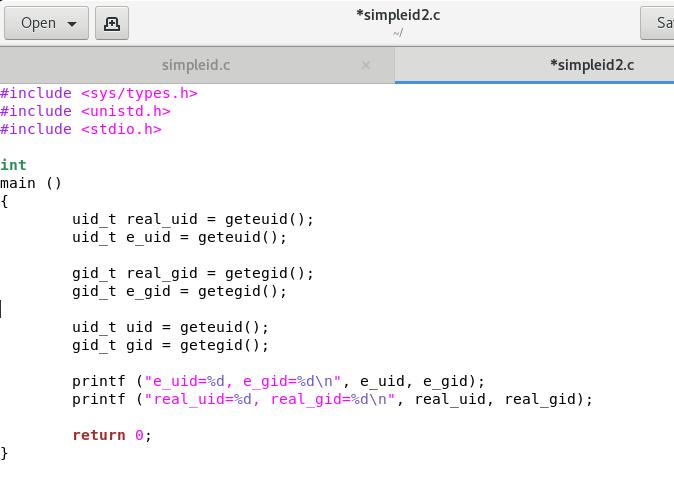 Open
*simpleid2.c
~/
Sa
simpleid.c ×
*simpleid2.c
#include <sys/types.h>
#include <unistd.h>
#include <stdio.h>
int
main ()
{
uid_t real_uid = geteuid();
uid_t e_uid = geteuid();
gid_t real_gid = getegid();
gid_t e_gid = getegid();
uid_t uid = geteuid();
gid_t gid = getegid();
printf ("e_uid=%d, e_gid=%d\n", e_uid, e_gid);
printf ("real_uid=%d, real_gid=%d\n", real_uid, real_gid);
return 0;
}